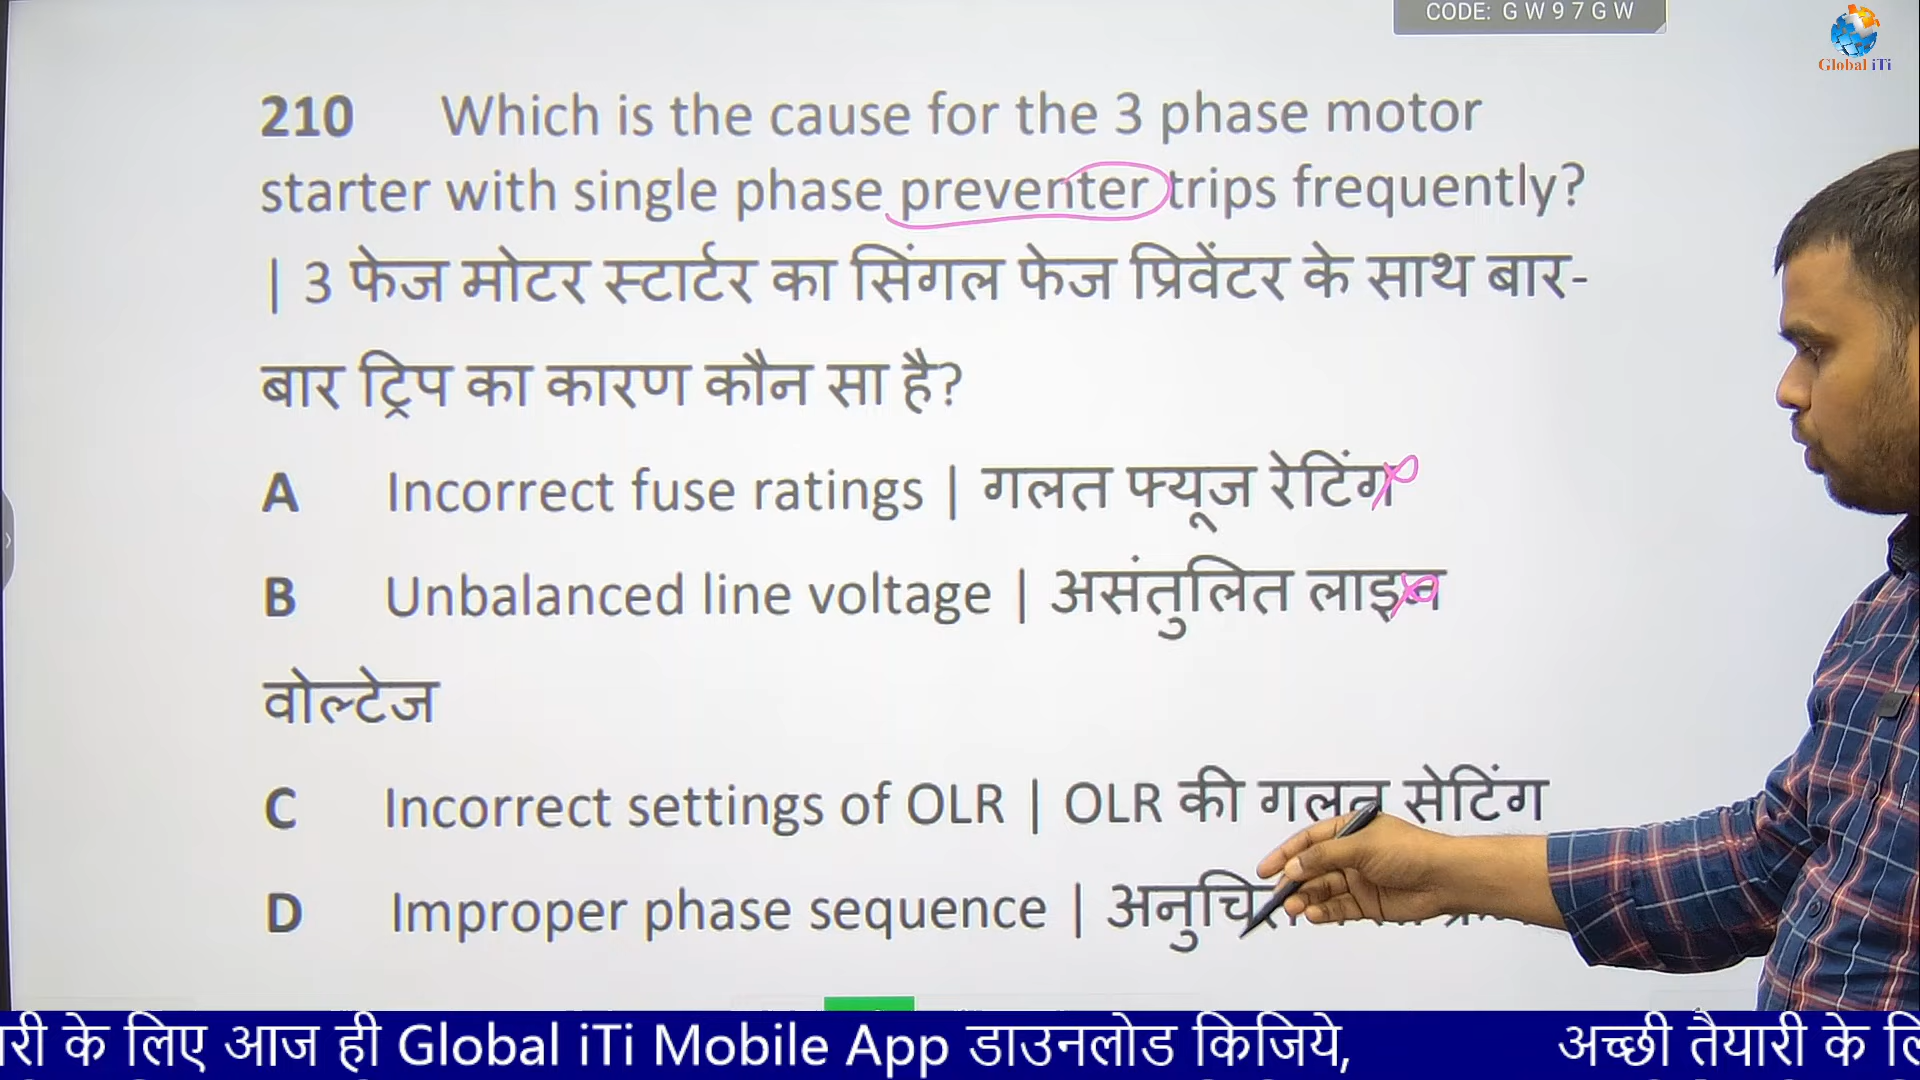 CODE: G W 9 7 G W
Global iTi
210 Which is the cause for the 3 phase motor
starter with single phase preventer trips frequently?
| 3 फेज मोटर स्टार्टर का सिंगल फेज प्रिवेंटर के साथ बार-
बार ट्रिप का कारण कौन सा है?
A Incorrect fuse ratings | गलत फ्यूज रेटिंग
B Unbalanced line voltage | असंतुलित लाइन
वोल्टेज
C Incorrect settings of OLR | OLR की गलत सेटिंग
D Improper phase sequence |
री के लिए आज ही Global iTi Mobile App डाउनलोड किजिये, अच्छी तैयारी के लि